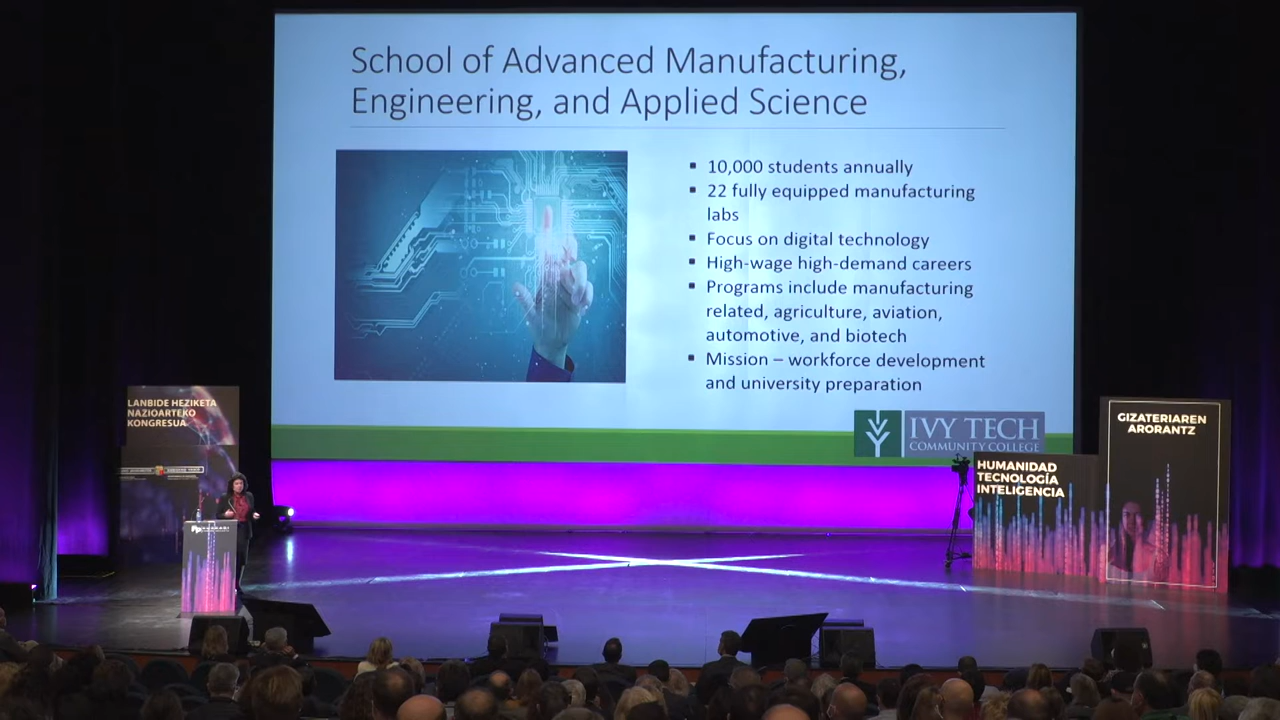 School of Advanced Manufacturing,
Engineering, and Applied Science
10,000 students annually
22 fully equipped manufacturing
labs
Focus on digital technology
High-wage high-demand careers
Programs include manufacturing
related, agriculture, aviation,
automotive, and biotech
Mission – workforce development
and university preparation
IVY TECH
COMMUNITY COLLEGE
LANBIDE HEZIKETA
NAZIOARTEKO
KONGRESUA
HUMANIDAD
TECNOLOGÍA
INTELIGENCIA
GIZATERIAREN
ARORANTZ